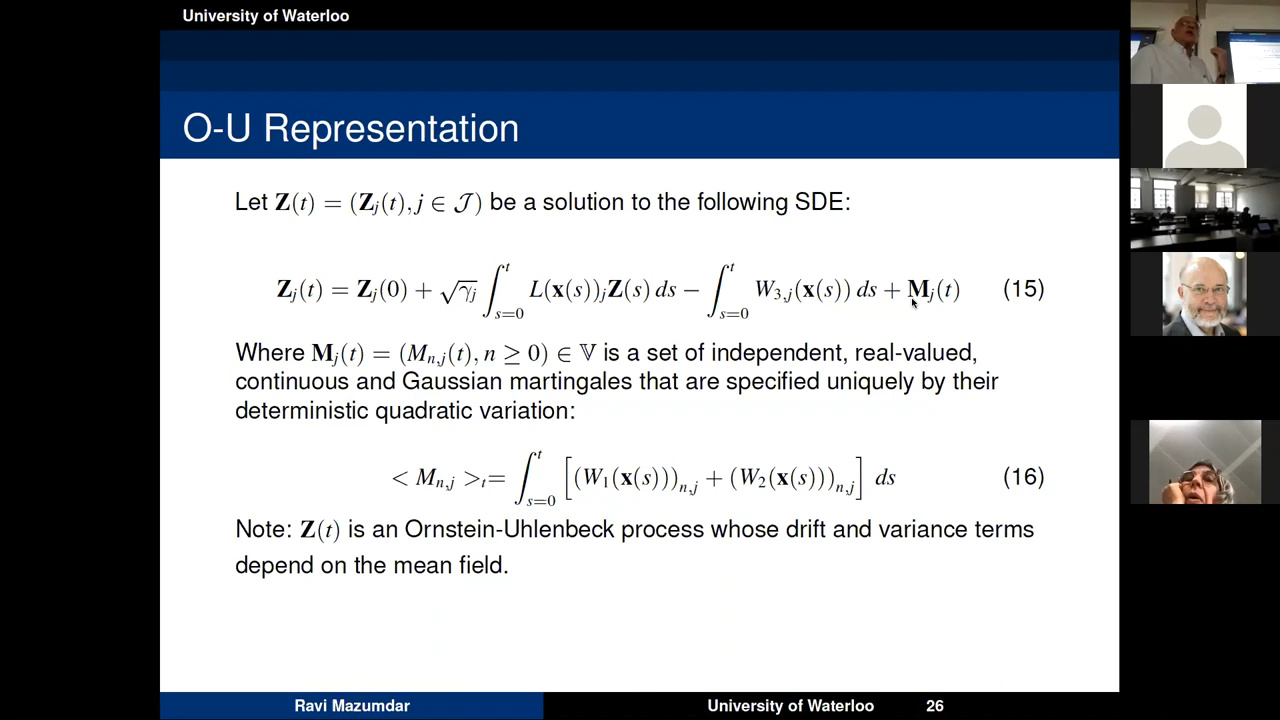 University of Waterloo
O-U Representation
Let Z(t) = (Z_j(t), j ∈ 𝒥) be a solution to the following SDE:
Z_j(t) = Z_j(0) + √γ_j ∫_{s=0}^{t} L(x(s))_j Z(s) ds − ∫_{s=0}^{t} W_{3,j}(x(s)) ds + M_j(t) (15)
Where M_j(t) = (M_{n,j}(t), n ≥ 0) ∈ 𝕍 is a set of independent, real-valued,
continuous and Gaussian martingales that are specified uniquely by their
deterministic quadratic variation:
< M_{n,j} >_t = ∫_{s=0}^{t} [(W_1(x(s)))_{n,j} + (W_2(x(s)))_{n,j}] ds (16)
Note: Z(t) is an Ornstein-Uhlenbeck process whose drift and variance terms
depend on the mean field.
Ravi Mazumdar University of Waterloo 26